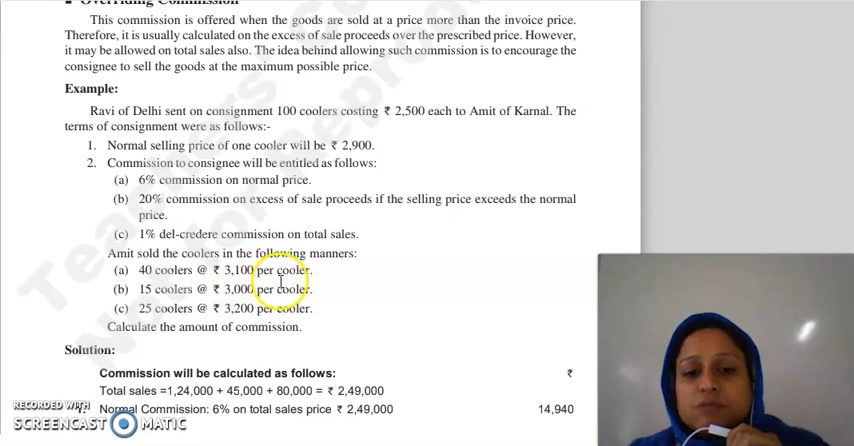 Overriding Commission
This commission is offered when the goods are sold at a price more than the invoice price.
Therefore, it is usually calculated on the excess of sale proceeds over the prescribed price. However,
it may be allowed on total sales also. The idea behind allowing such commission is to encourage the
consignee to sell the goods at the maximum possible price.
Example:
Ravi of Delhi sent on consignment 100 coolers costing ₹ 2,500 each to Amit of Karnal. The
terms of consignment were as follows:-
1. Normal selling price of one cooler will be ₹ 2,900.
2. Commission to consignee will be entitled as follows:
(a) 6% commission on normal price.
(b) 20% commission on excess of sale proceeds if the selling price exceeds the normal
price.
(c) 1% del-credere commission on total sales.
Amit sold the coolers in the following manners:
(a) 40 coolers @ ₹ 3,100 per cooler.
(b) 15 coolers @ ₹ 3,000 per cooler.
(c) 25 coolers @ ₹ 3,200 per cooler.
Calculate the amount of commission.
Solution:
Commission will be calculated as follows: ₹
Total sales =1,24,000 + 45,000 + 80,000 = ₹ 2,49,000
Normal Commission: 6% on total sales price ₹ 2,49,000 14,940
RECORDED WITH
SCREENCAST MATIC